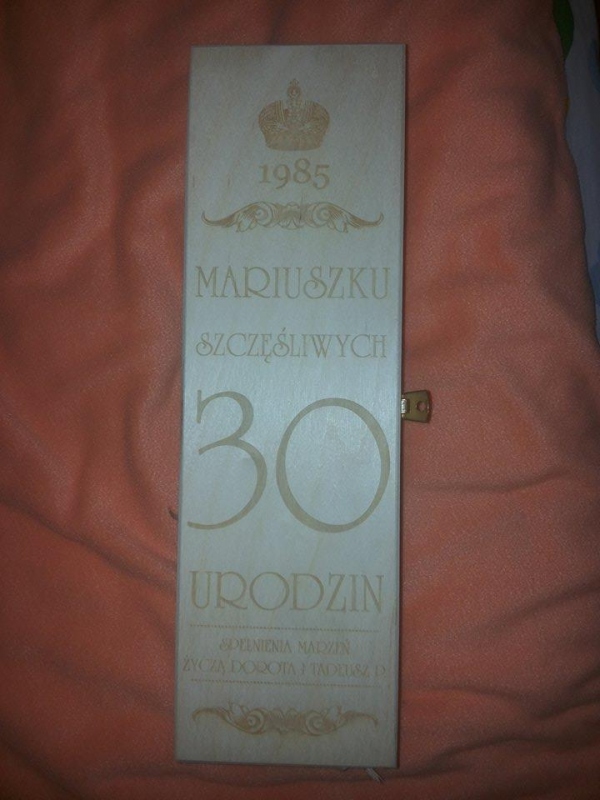 1985
MARIUSZKU
SZCZĘŚLIWYCH
30
URODZIN
SPEŁNIENIA MARZEŃ
ŻYCZĄ DOROTA I TADEUSZ P.